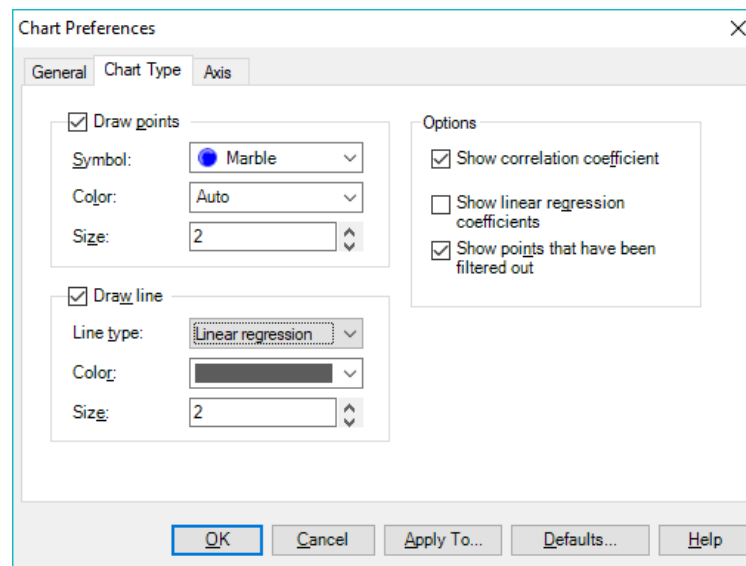 Chart Preferences
General Chart Type Axis
Draw points
Symbol: Marble
Color: Auto
Size: 2
Draw line
Line type: Linear regression
Color:
Size: 2
Options
Show correlation coefficient
Show linear regression
coefficients
Show points that have been
filtered out
OK Cancel Apply To... Defaults... Help